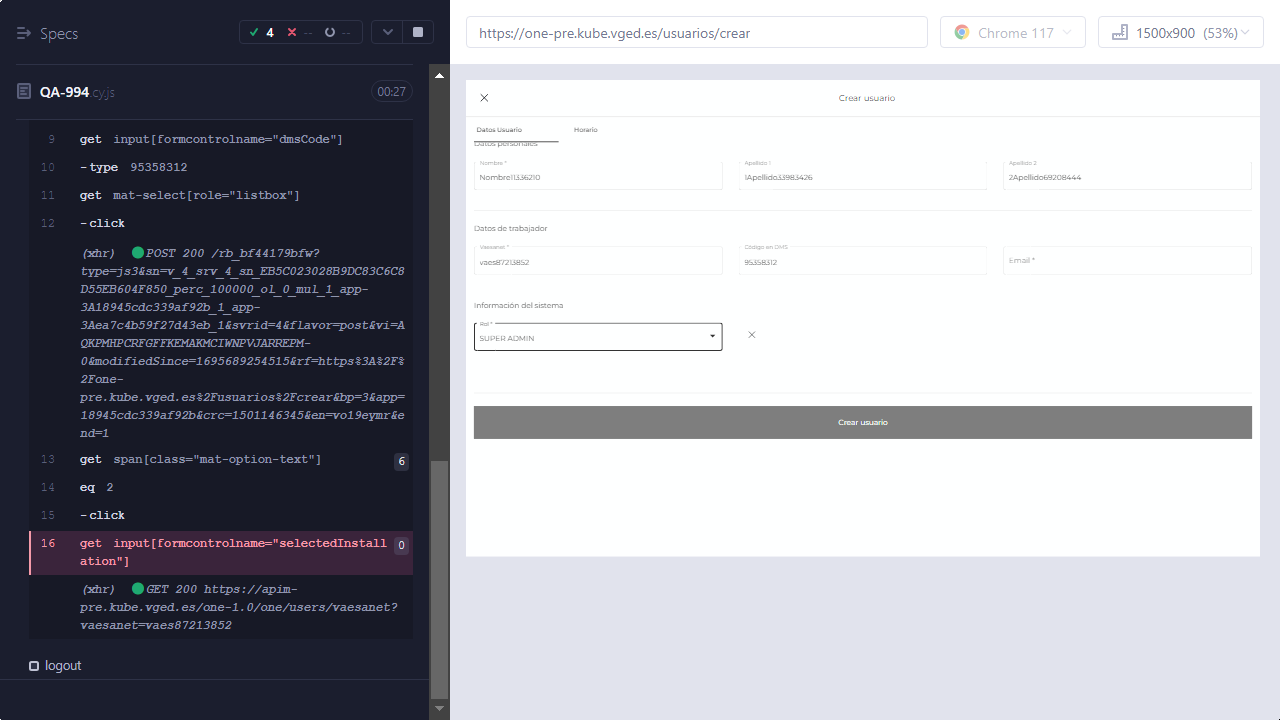 Specs
4
--
--
https://one-pre.kube.vged.es/usuarios/crear
Chrome 117
1500x900 (53%)
QA-994.cy.js
00:27
9 get input[formcontrolname="dmsCode"]
10 -type 95358312
11 get mat-select[role="listbox"]
12 -click
(xhr) POST 200 /rb_bf44179bfw?
type=js3&sn=v_4_srv_4_sn_EB5C023028B9DC83C6C8
D55EB604F850_perc_100000_ol_0_mul_1_app-
3A18945cdc339af92b_1_app-
3Aea7c4b59f27d43eb_1&svrid=4&flavor=post&vi=A
QKPMHPCRFGFFKEMAKMCIWNPVJARREPM-
0&modifiedSince=1695689254515&rf=https%3A%2F%
2Fone-
pre.kube.vged.es%2Fusuarios%2Fcrear&bp=3&app=
18945cdc339af92b&crc=1501146345&en=vo19eymr&e
nd=1
13 get span[class="mat-option-text"] 6
14 eq 2
15 -click
16 get input[formcontrolname="selectedInstall 0
ation"]
(xhr) GET 200 https://apim-
pre.kube.vged.es/one-1.0/one/users/vaesanet?
vaesanet=vaes87213852
logout
Crear usuario
Datos Usuario
Horario
Datos personales
Nombre *
Nombre11336210
Apellido 1
1Apellido33983426
Apellido 2
2Apellido69208444
Datos de trabajador
Vaesanet *
vaes87213852
Código en DMS
95358312
Email *
Información del sistema
Rol *
SUPER ADMIN
Crear usuario